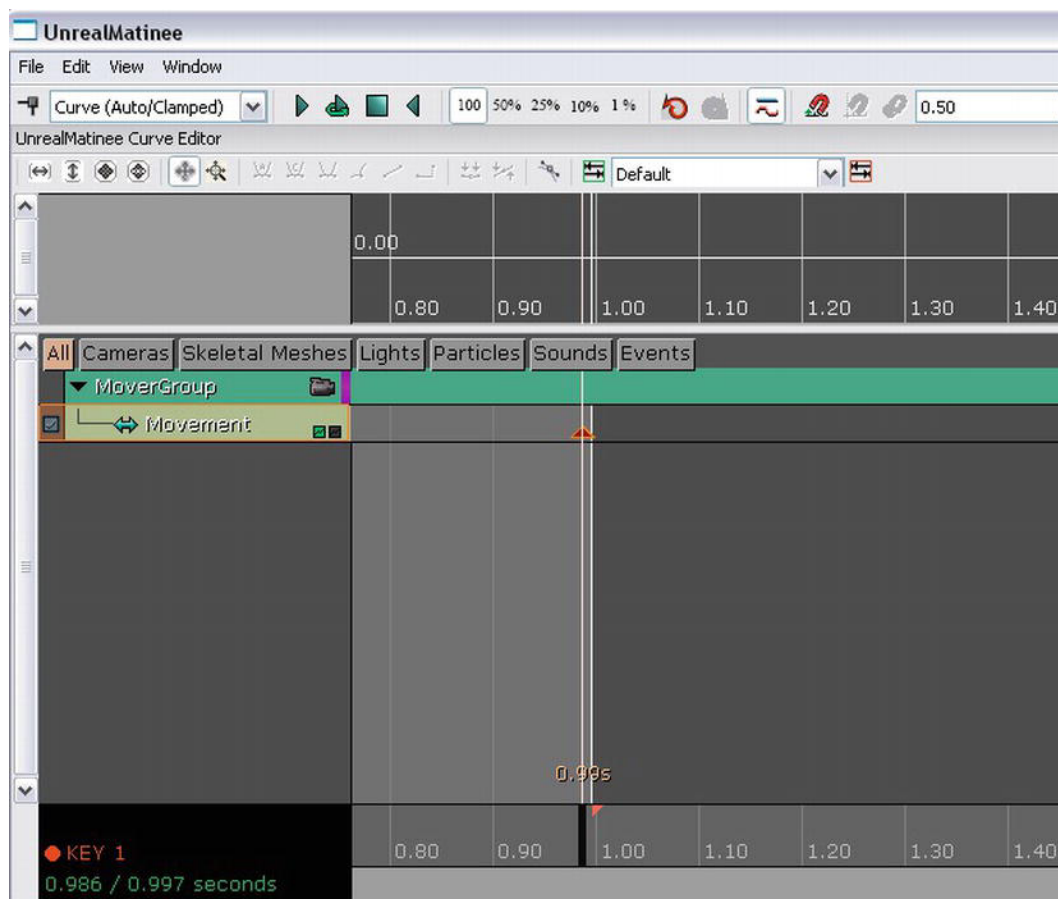 UnrealMatinee
File Edit View Window
Curve (Auto/Clamped) 100 50% 25% 10% 1% 0.50
UnrealMatinee Curve Editor
Default
0.00
0.80 0.90 1.00 1.10 1.20 1.30 1.40
All Cameras Skeletal Meshes Lights Particles Sounds Events
MoverGroup
Movement
0.99s
KEY 1 0.80 0.90 1.00 1.10 1.20 1.30 1.40
0.986 / 0.997 seconds